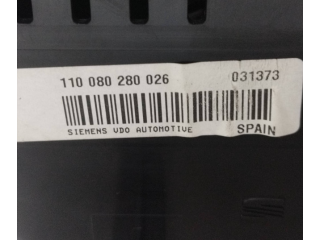 110 080 280 026 031373
SIEMENS VDO AUTOMOTIVE SPAIN